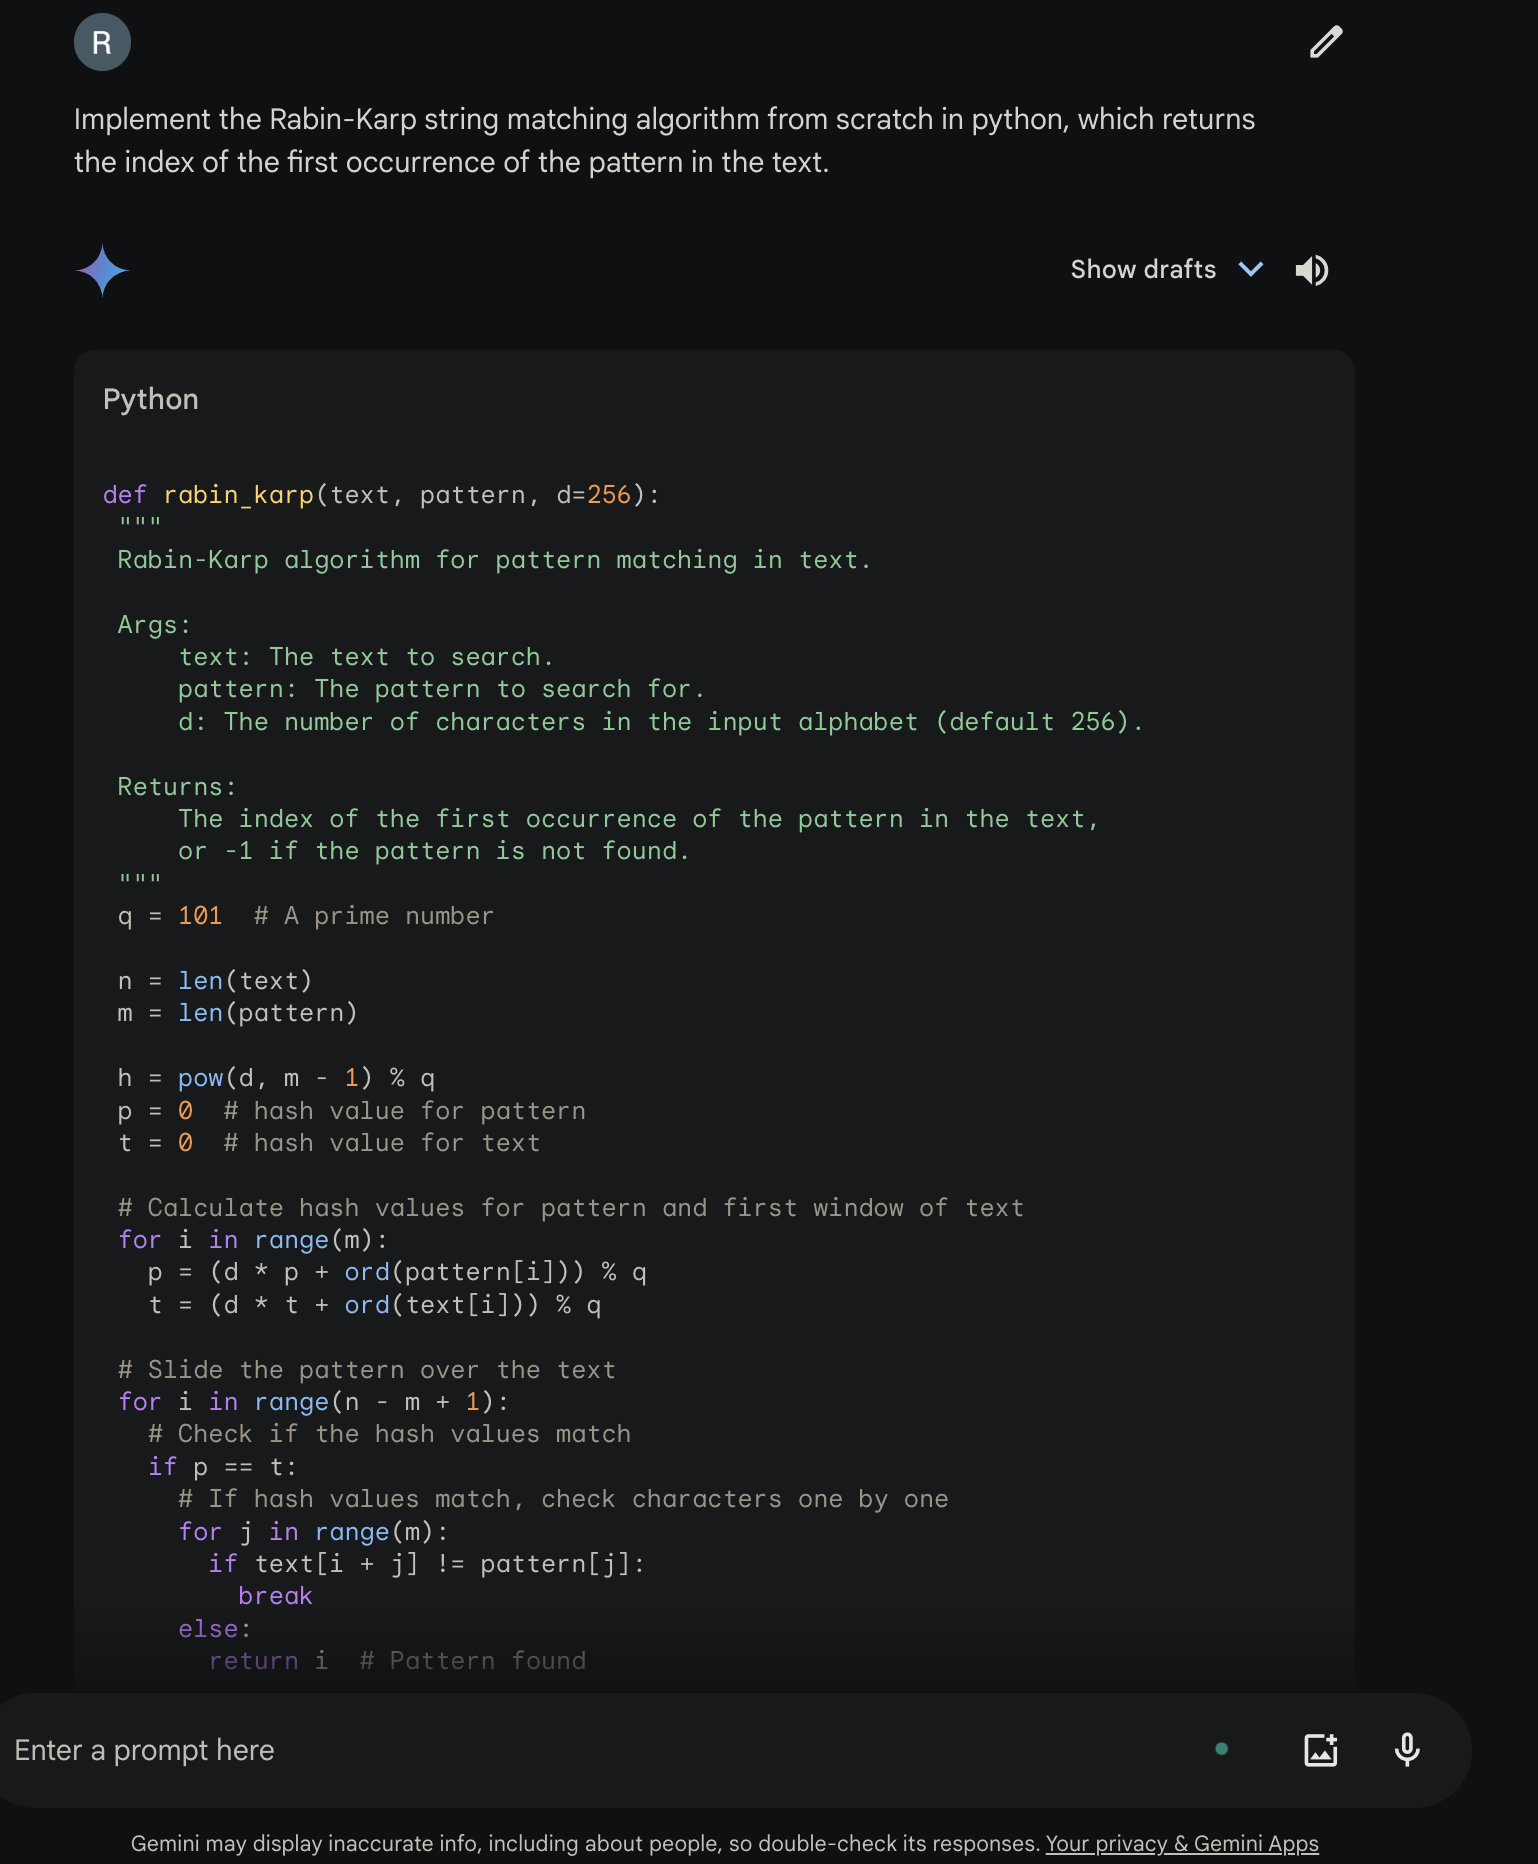 R
Implement the Rabin-Karp string matching algorithm from scratch in python, which returns
the index of the first occurrence of the pattern in the text.
Show drafts
Python
def rabin_karp(text, pattern, d=256):
 """
 Rabin-Karp algorithm for pattern matching in text.
 Args:
     text: The text to search.
     pattern: The pattern to search for.
     d: The number of characters in the input alphabet (default 256).
 Returns:
     The index of the first occurrence of the pattern in the text,
     or -1 if the pattern is not found.
 """
 q = 101  # A prime number
 n = len(text)
 m = len(pattern)
 h = pow(d, m - 1) % q
 p = 0  # hash value for pattern
 t = 0  # hash value for text
 # Calculate hash values for pattern and first window of text
 for i in range(m):
   p = (d * p + ord(pattern[i])) % q
   t = (d * t + ord(text[i])) % q
 # Slide the pattern over the text
 for i in range(n - m + 1):
   # Check if the hash values match
   if p == t:
     # If hash values match, check characters one by one
     for j in range(m):
       if text[i + j] != pattern[j]:
         break
     else:
       return i  # Pattern found
Enter a prompt here
Gemini may display inaccurate info, including about people, so double-check its responses. Your privacy & Gemini Apps